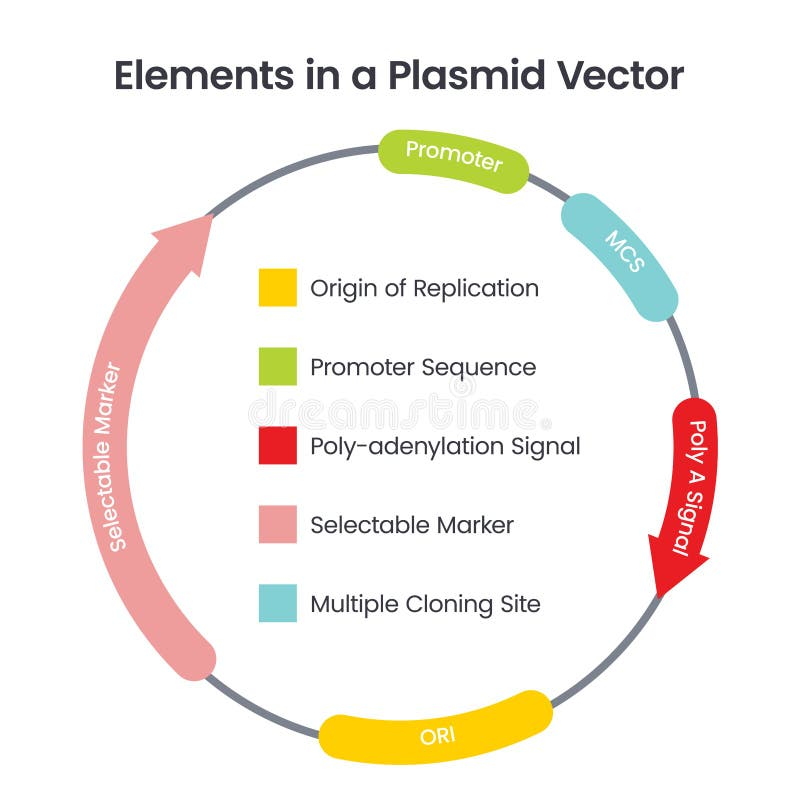 Elements in a Plasmid Vector
Promoter
MCS
Origin of Replication
Promoter Sequence
dreamstime.
Poly-adenylation Signal
Selectable Marker
Multiple Cloning Site
Selectable Marker
Poly A Signal
ORI